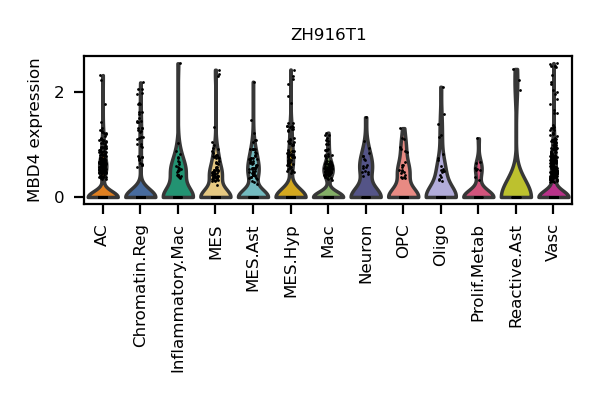 ZH916T1
MBD4 expression
2
0
AC
Chromatin.Reg
Inflammatory.Mac
MES
MES.Ast
MES.Hyp
Mac
Neuron
OPC
Oligo
Prolif.Metab
Reactive.Ast
Vasc